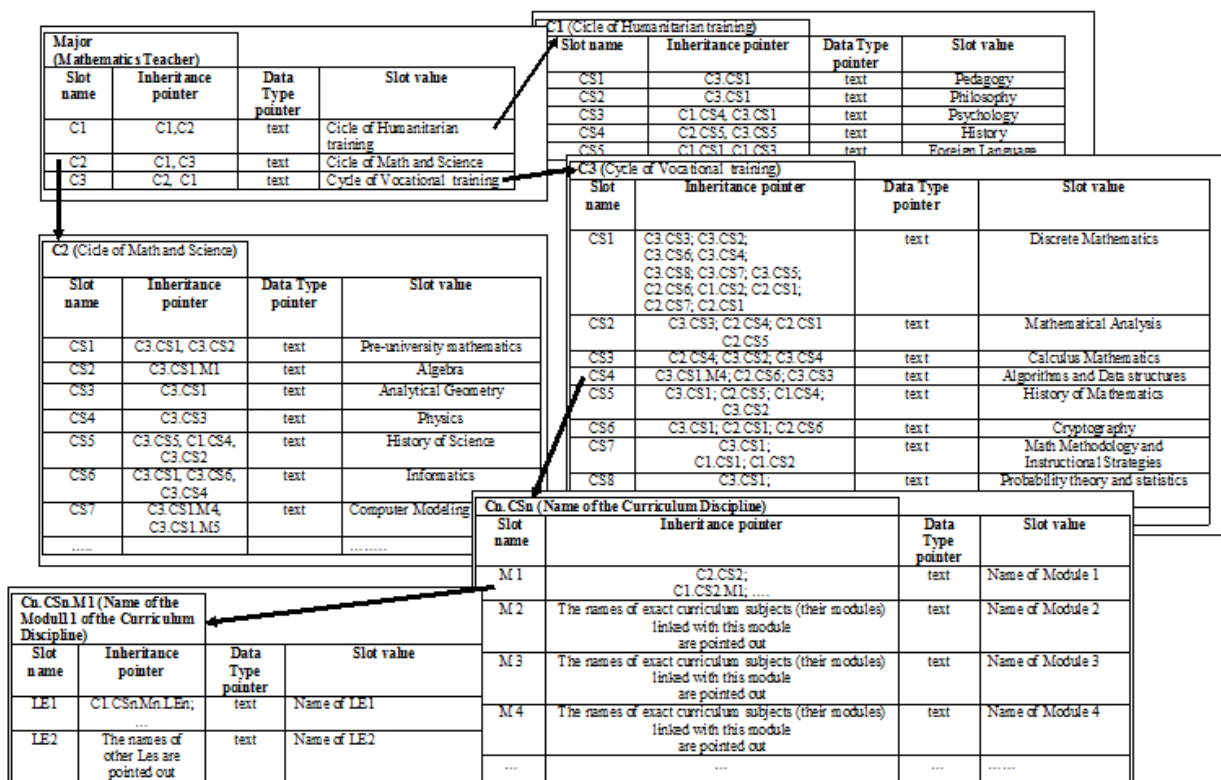 Major
(Mathematics Teacher)
Slot name Inheritance pointer Data Type pointer Slot value
C1 C1,C2 text Cicle of Humanitarian training
C2 C1, C3 text Cicle of Math and Science
C3 C2, C1 text Cycle of Vocational training
C1 (Cicle of Humanitarian training)
Slot name Inheritance pointer Data Type pointer Slot value
CS1 C3.CS1 text Pedagogy
CS2 C3.CS1 text Philosophy
CS3 C1.CS4, C3.CS1 text Psychology
CS4 C2.CS5, C3.CS5 text History
CS5 C1.CS1, C1.CS3 text Foreign Language
C3 (Cycle of Vocational training)
Slot name Inheritance pointer Data Type pointer Slot value
CS1 C3.CS3; C3.CS2; text Discrete Mathematics
C3.CS6; C3.CS4;
C3.CS8; C3.CS7; C3.CS5;
C2.CS6; C1.CS2; C2.CS1;
C2.CS7; C2.CS1
CS2 C3.CS3; C2.CS4; C2.CS1 text Mathematical Analysis
C2.CS5
CS3 C2.CS4; C3.CS2; C3.CS4 text Calculus Mathematics
CS4 C3.CS1.M4; C2.CS6; C3.CS3 text Algorithms and Data structures
CS5 C3.CS1; C2.CS5; C1.CS4; text History of Mathematics
C3.CS2
CS6 C3.CS1; C2.CS1; C2.CS6 text Cryptography
CS7 C3.CS1; text Math Methodology and
C1.CS1; C1.CS2 Instructional Strategies
CS8 C3.CS1; text Probability theory and statistics
C2 (Cicle of Math and Science)
Slot name Inheritance pointer Data Type pointer Slot value
CS1 C3.CS1, C3.CS2 text Pre-university mathematics
CS2 C3.CS1.M1 text Algebra
CS3 C3.CS1 text Analytical Geometry
CS4 C3.CS3 text Physics
CS5 C3.CS5, C1.CS4, text History of Science
C3.CS2
CS6 C3.CS1, C3.CS6, text Informatics
C3.CS4
CS7 C3.CS1.M4, text Computer Modeling
C3.CS1.M5
...... .........
Cn.CSn (Name of the Curriculum Discipline)
Slot name Inheritance pointer Data Type pointer Slot value
M 1 C2.CS2; text Name of Module 1
C1.CS2.M1; ....
M 2 The names of exact curriculum subjects (their modules) text Name of Module 2
linked with this module
are pointed out
M 3 The names of exact curriculum subjects (their modules) text Name of Module 3
linked with this module
are pointed out
M 4 The names of exact curriculum subjects (their modules) text Name of Module 4
linked with this module
are pointed out
... ... ... ......
Cn.CSn.M1 (Name of the
Modul11 of the Curriculum
Discipline)
Slot name Inheritance pointer Data Type pointer Slot value
LE1 C1.CSn.Mn.LEn; text Name of LE1
...
LE2 The names of text Name of LE2
other Les are
pointed out